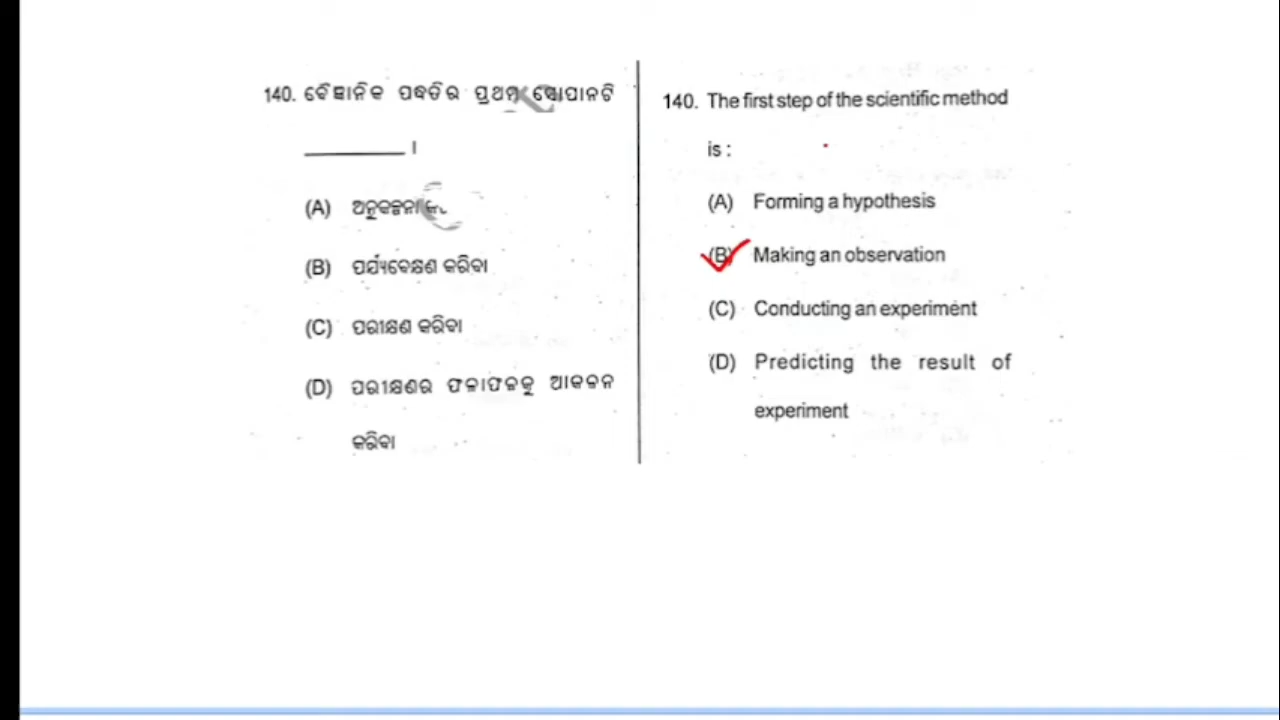 140. ବୈଜ୍ଞାନିକ ପଦ୍ଧତିର ପ୍ରଥମ ସୋପାନଟି
__________ ।
(A) ଅନୁକଳ୍ପନା
(B) ପର୍ଯ୍ୟବେକ୍ଷଣ କରିବା
(C) ପରୀକ୍ଷଣ କରିବା
(D) ପରୀକ୍ଷଣର ଫଳାଫଳକୁ ଆକଳନ
କରିବା
140. The first step of the scientific method
is :
(A) Forming a hypothesis
(B) Making an observation
(C) Conducting an experiment
(D) Predicting the result of
experiment